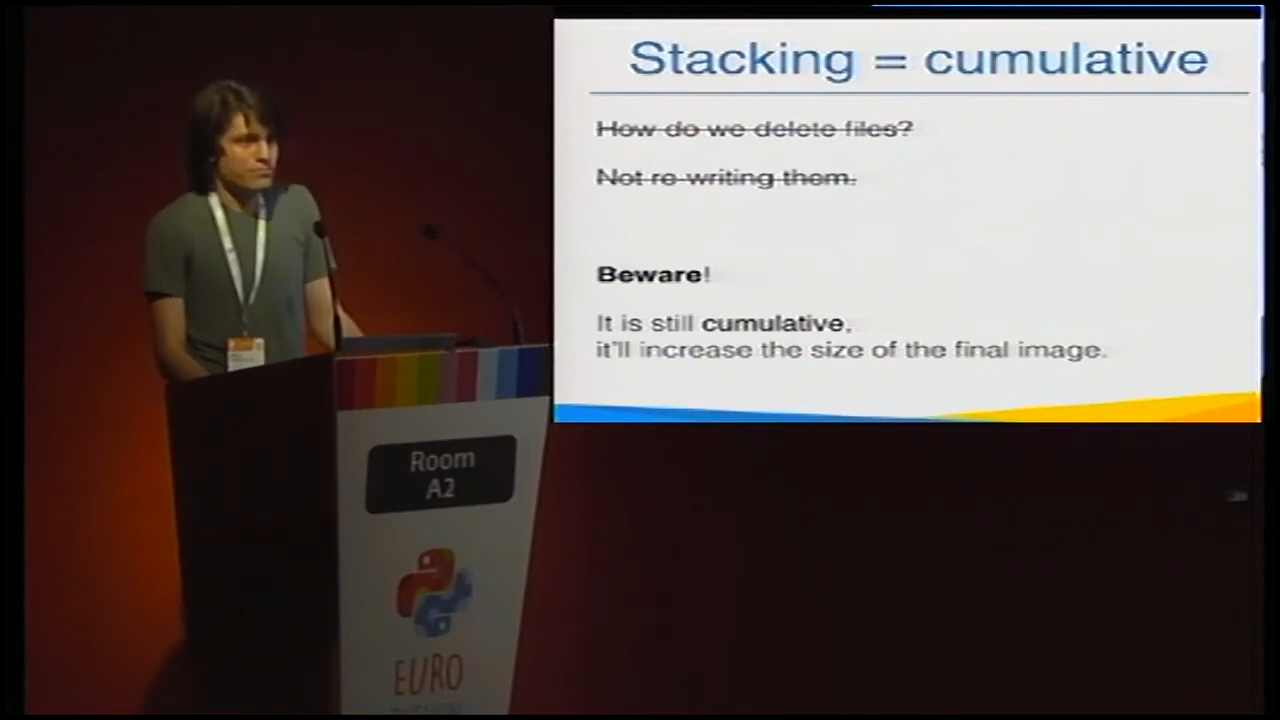 Stacking = cumulative
How do we delete files?
Not re-writing them.
Beware!
It is still cumulative,
it'll increase the size of the final image.
Room
A2
EURO